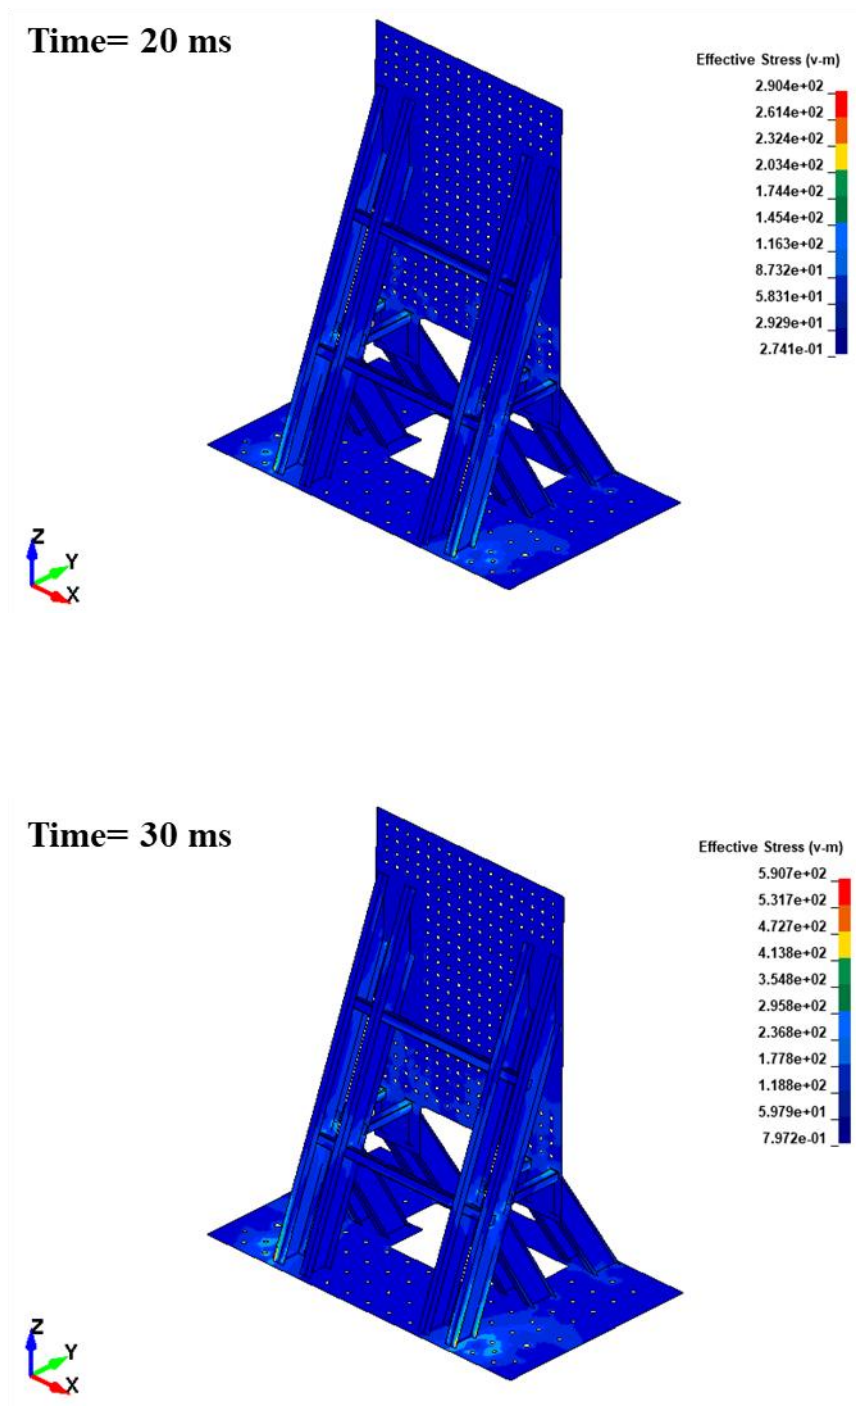 Time= 20 ms
Effective Stress (v-m)
2.904e+02
2.614e+02
2.324e+02
2.034e+02
1.744e+02
1.454e+02
1.163e+02
8.732e+01
5.831e+01
2.929e+01
2.741e-01
Z
Y
X
Time= 30 ms
Effective Stress (v-m)
5.907e+02
5.317e+02
4.727e+02
4.138e+02
3.548e+02
2.958e+02
2.368e+02
1.778e+02
1.188e+02
5.979e+01
7.972e-01
Z
Y
X